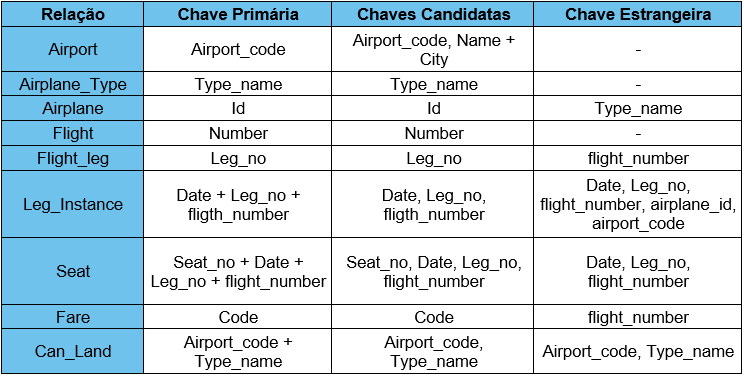 Relação Chave Primária Chaves Candidatas Chave Estrangeira
Airport Airport_code Airport_code, Name +
City -
Airplane_Type Type_name Type_name -
Airplane Id Id Type_name
Flight Number Number -
Flight_leg Leg_no Leg_no flight_number
Leg_Instance Date + Leg_no +
fligth_number Date, Leg_no,
fligth_number Date, Leg_no,
flight_number, airplane_id,
airport_code
Seat Seat_no + Date +
Leg_no + flight_number Seat_no, Date, Leg_no,
flight_number Date, Leg_no,
flight_number
Fare Code Code flight_number
Can_Land Airport_code +
Type_name Airport_code,
Type_name Airport_code, Type_name